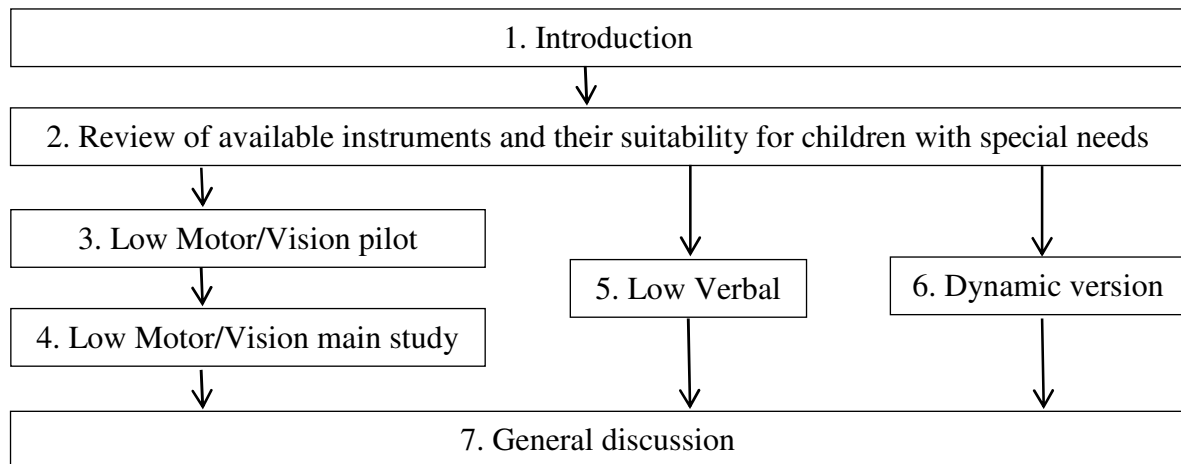 1. Introduction
2. Review of available instruments and their suitability for children with special needs
3. Low Motor/Vision pilot
4. Low Motor/Vision main study
5. Low Verbal
6. Dynamic version
7. General discussion